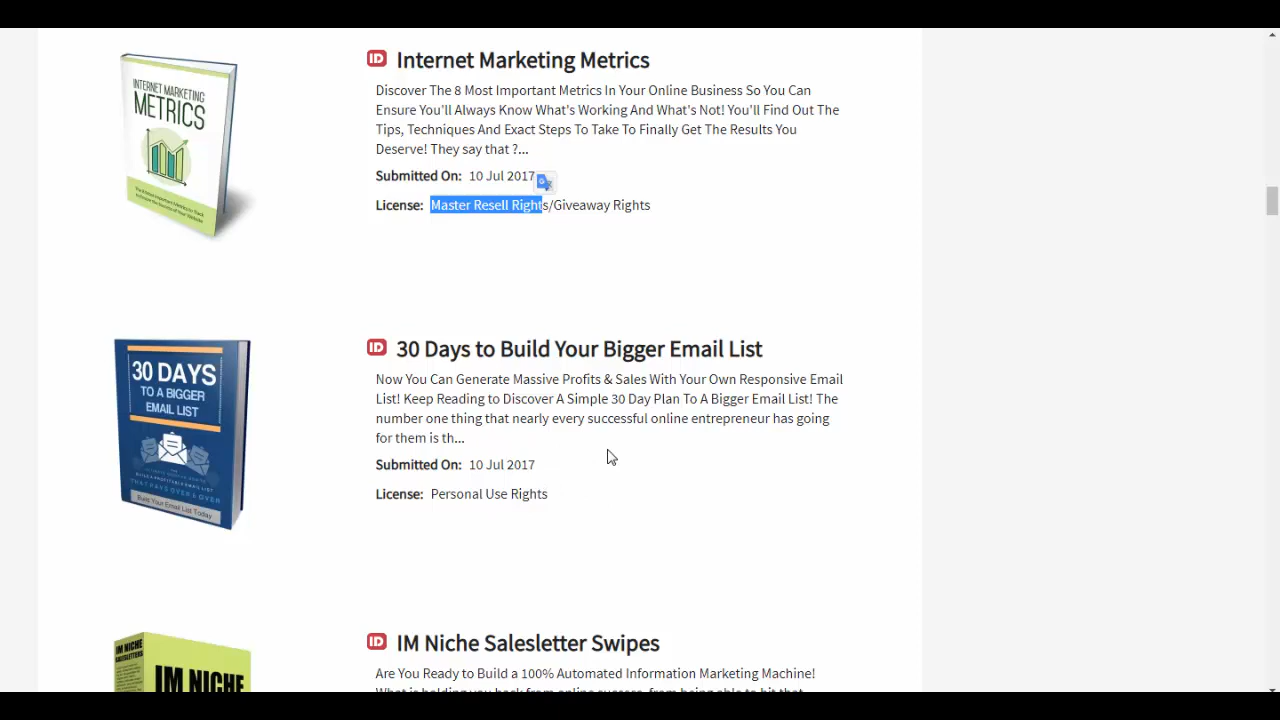 ID Internet Marketing Metrics
INTERNET MARKETING
METRICS
Discover The 8 Most Important Metrics In Your Online Business So You Can
Ensure You'll Always Know What's Working And What's Not! You'll Find Out The
Tips, Techniques And Exact Steps To Take To Finally Get The Results You
Deserve! They say that ?...
Submitted On: 10 Jul 2017
License: Master Resell Rights/Giveaway Rights
ID 30 Days to Build Your Bigger Email List
30 DAYS
TO A BIGGER
EMAIL LIST
THAT PAYS OVER & OVER
Build Your Email List Today
Now You Can Generate Massive Profits & Sales With Your Own Responsive Email
List! Keep Reading to Discover A Simple 30 Day Plan To A Bigger Email List! The
number one thing that nearly every successful online entrepreneur has going
for them is th...
Submitted On: 10 Jul 2017
License: Personal Use Rights
ID IM Niche Salesletter Swipes
IM NICHE
IM NICHE
Are You Ready to Build a 100% Automated Information Marketing Machine!